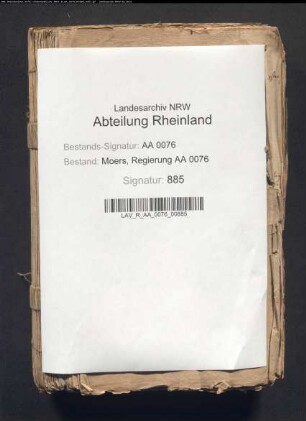 Landesarchiv NRW
Abteilung Rheinland
Bestands-Signatur: AA 0076
Bestand: Moers, Regierung AA 0076
Signatur: 885
LAV_R_AA_0076_00885